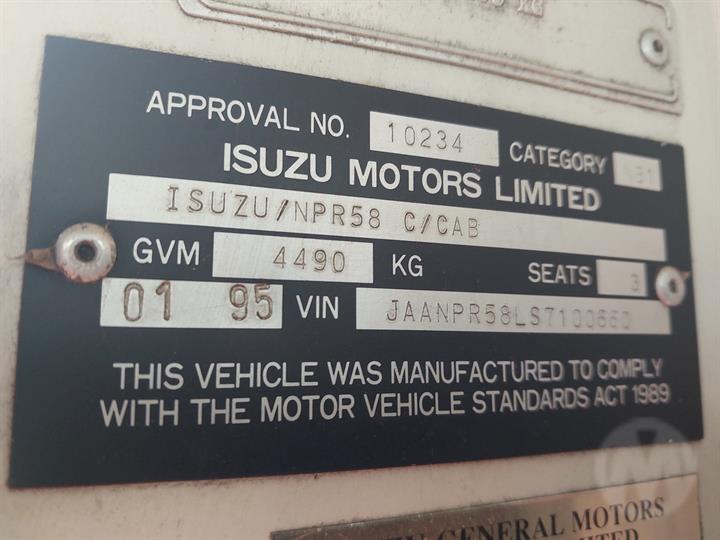 KG
APPROVAL NO. 10234 CATEGORY
ISUZU MOTORS LIMITED
ISUZU/NPR58 C/CAB
GVM 4490 KG SEATS 3
01 95 VIN JAANPR58LS7100660
THIS VEHICLE WAS MANUFACTURED TO COMPLY
WITH THE MOTOR VEHICLE STANDARDS ACT 1989
GENERAL MOTORS